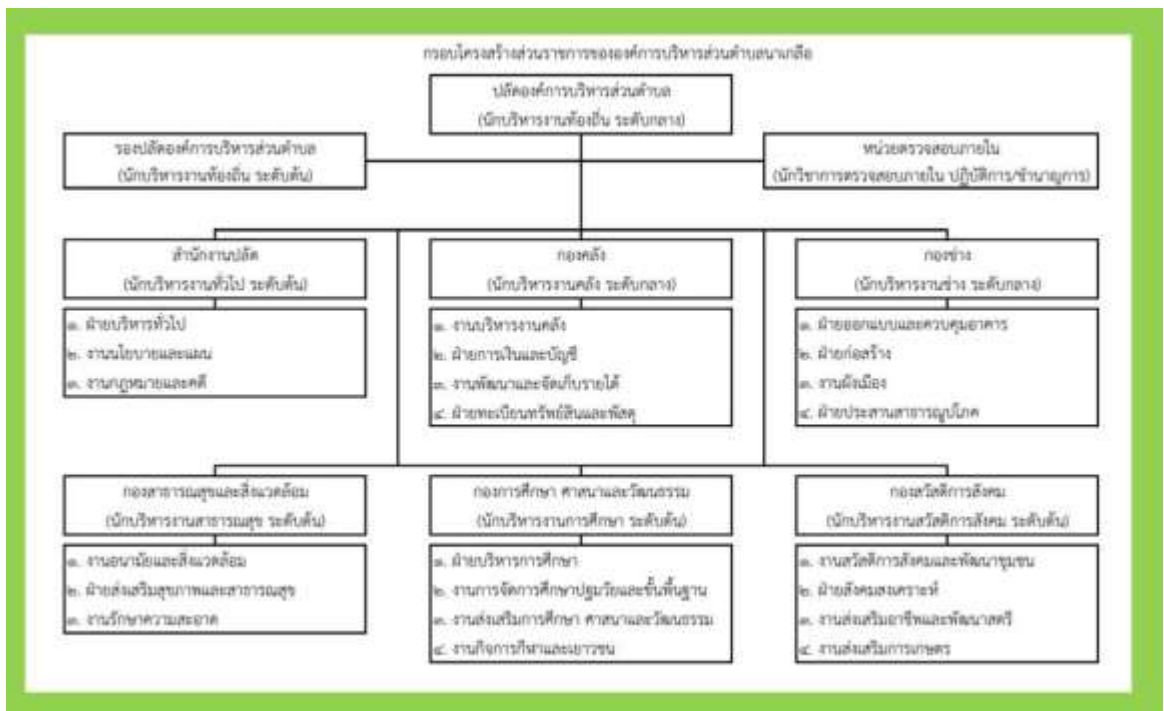 กรอบโครงสร้างส่วนราชการขององค์การบริหารส่วนตำบลนาเกลือ
ปลัดองค์การบริหารส่วนตำบล
(นักบริหารงานท้องถิ่น ระดับกลาง)
รองปลัดองค์การบริหารส่วนตำบล
(นักบริหารงานท้องถิ่น ระดับต้น)
หน่วยตรวจสอบภายใน
(นักวิชาการตรวจสอบภายใน ปฏิบัติการ/ชำนาญการ)
สำนักงานปลัด
(นักบริหารงานทั่วไป ระดับต้น)
๑. ฝ่ายบริหารทั่วไป
๒. งานนโยบายและแผน
๓. งานกฎหมายและคดี
กองคลัง
(นักบริหารงานคลัง ระดับกลาง)
๑. งานบริหารงานคลัง
๒. ฝ่ายการเงินและบัญชี
๓. งานพัฒนาและจัดเก็บรายได้
๔. ฝ่ายทะเบียนทรัพย์สินและพัสดุ
กองช่าง
(นักบริหารงานช่าง ระดับกลาง)
๑. ฝ่ายออกแบบและควบคุมอาคาร
๒. ฝ่ายก่อสร้าง
๓. งานผังเมือง
๔. ฝ่ายประสานสาธารณูปโภค
กองสาธารณสุขและสิ่งแวดล้อม
(นักบริหารงานสาธารณสุข ระดับต้น)
๑. งานอนามัยและสิ่งแวดล้อม
๒. ฝ่ายส่งเสริมสุขภาพและสาธารณสุข
๓. งานรักษาความสะอาด
กองการศึกษา ศาสนาและวัฒนธรรม
(นักบริหารงานการศึกษา ระดับต้น)
๑. ฝ่ายบริหารการศึกษา
๒. งานการจัดการศึกษาปฐมวัยและขั้นพื้นฐาน
๓. งานส่งเสริมการศึกษา ศาสนาและวัฒนธรรม
๔. งานกิจการกีฬาและเยาวชน
กองสวัสดิการสังคม
(นักบริหารงานสวัสดิการสังคม ระดับต้น)
๑. งานสวัสดิการสังคมและพัฒนาชุมชน
๒. ฝ่ายสังคมสงเคราะห์
๓. งานส่งเสริมอาชีพและพัฒนาสตรี
๔. งานส่งเสริมการเกษตร